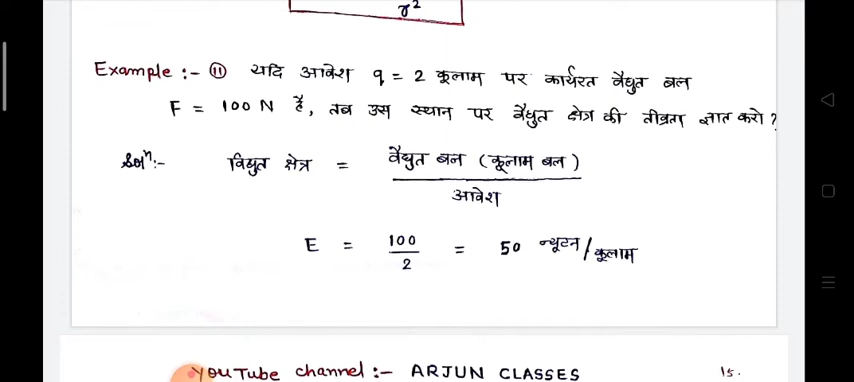 r²
Example :- (11) यदि आवेश q = 2 कूलाम पर कार्यरत वैद्युत बल
F = 100 N है, तब उस स्थान पर वैद्युत क्षेत्र की तीव्रता ज्ञात करो ?
Solⁿ:- विद्युत क्षेत्र = वैद्युत बल (कूलाम बल)
आवेश
E = 100 = 50 न्यूटन/कूलाम
2
YouTube channel :- ARJUN CLASSES 15.